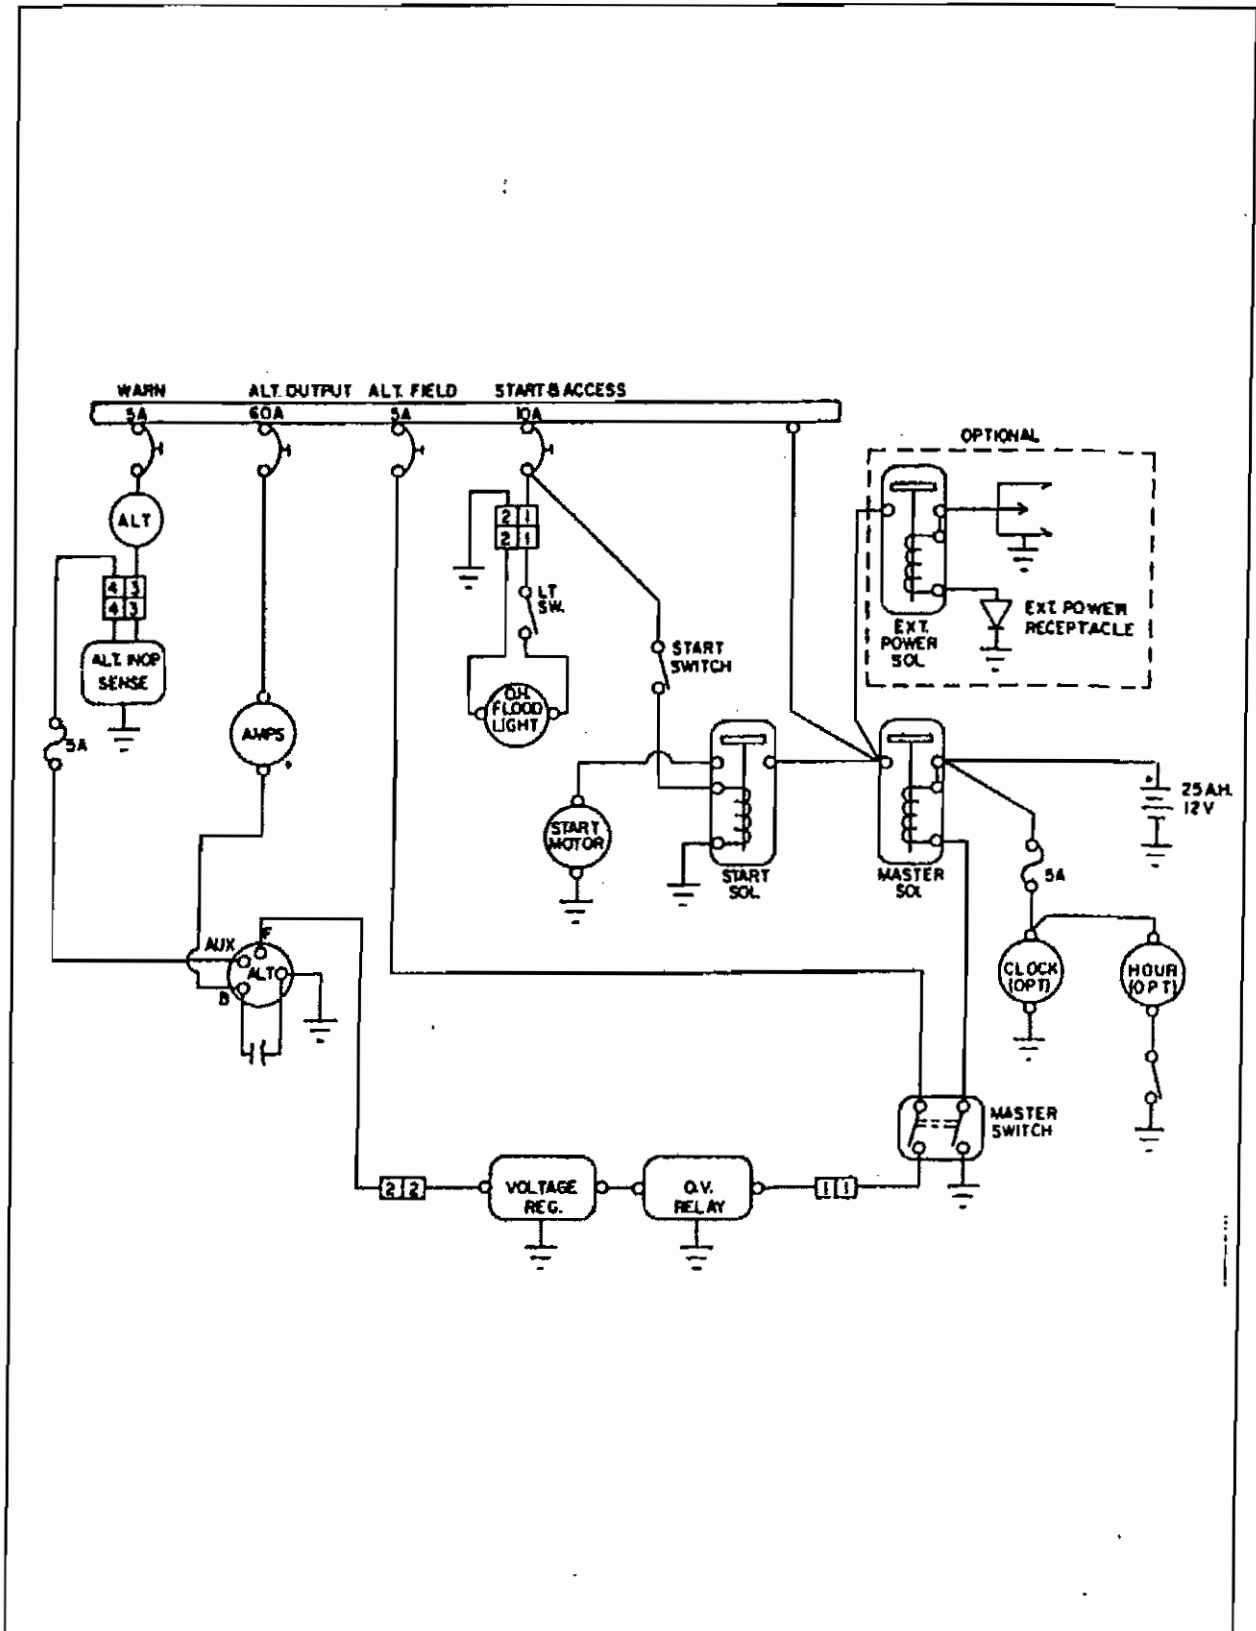 WARN
ALT. OUTPUT
ALT. FIELD
START & ACCESS
5A
60A
5A
10A
OPTIONAL
ALT
2 1
2 1
4 3
4 3
LT
SW.
EXT. POWER
RECEPTACLE
EXT.
POWER
SOL
START
SWITCH
ALT. INOP
SENSE
O.H.
FLOOD
LIGHT
5A
AMPS
+
+
25 A.H.
12V
START
MOTOR
START
SOL
MASTER
SOL
5A
AUX
F
ALT
B
CLOCK
(OPT)
HOUR
(OPT)
MASTER
SWITCH
2 2
VOLTAGE
REG.
O.V.
RELAY
1 1